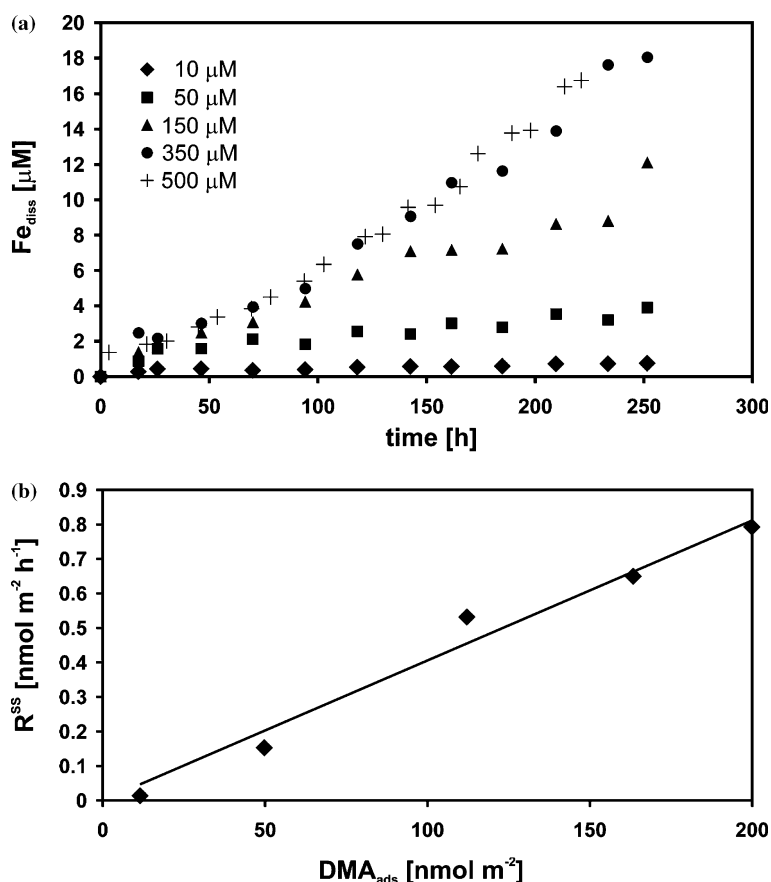 (a)
20
18
16
14
12
10
8
6
4
2
0
Fe_diss [μM]
10 μM
50 μM
150 μM
350 μM
500 μM
0 50 100 150 200 250 300
time [h]
(b)
0.9
0.8
0.7
0.6
0.5
0.4
0.3
0.2
0.1
0
R^SS [nmol m⁻² h⁻¹]
0 50 100 150 200
DMA_ads [nmol m⁻²]